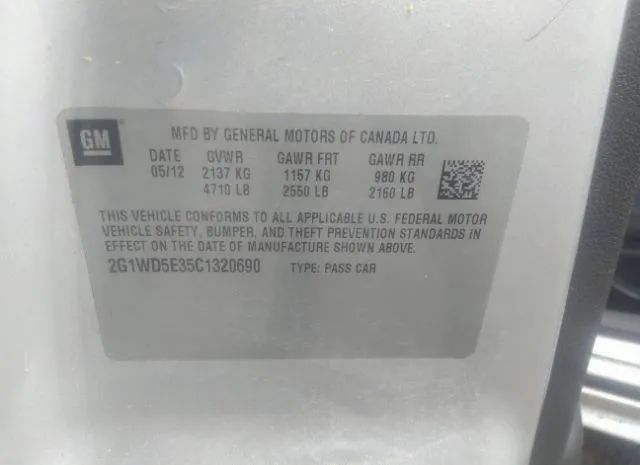 GM
MFD BY GENERAL MOTORS OF CANADA LTD.
DATE GVWR GAWR FRT GAWR RR
05/12 2137 KG 1157 KG 980 KG
4710 LB 2550 LB 2160 LB
THIS VEHICLE CONFORMS TO ALL APPLICABLE U.S. FEDERAL MOTOR
VEHICLE SAFETY, BUMPER, AND THEFT PREVENTION STANDARDS IN
EFFECT ON THE DATE OF MANUFACTURE SHOWN ABOVE.
2G1WD5E35C1320690 TYPE: PASS CAR